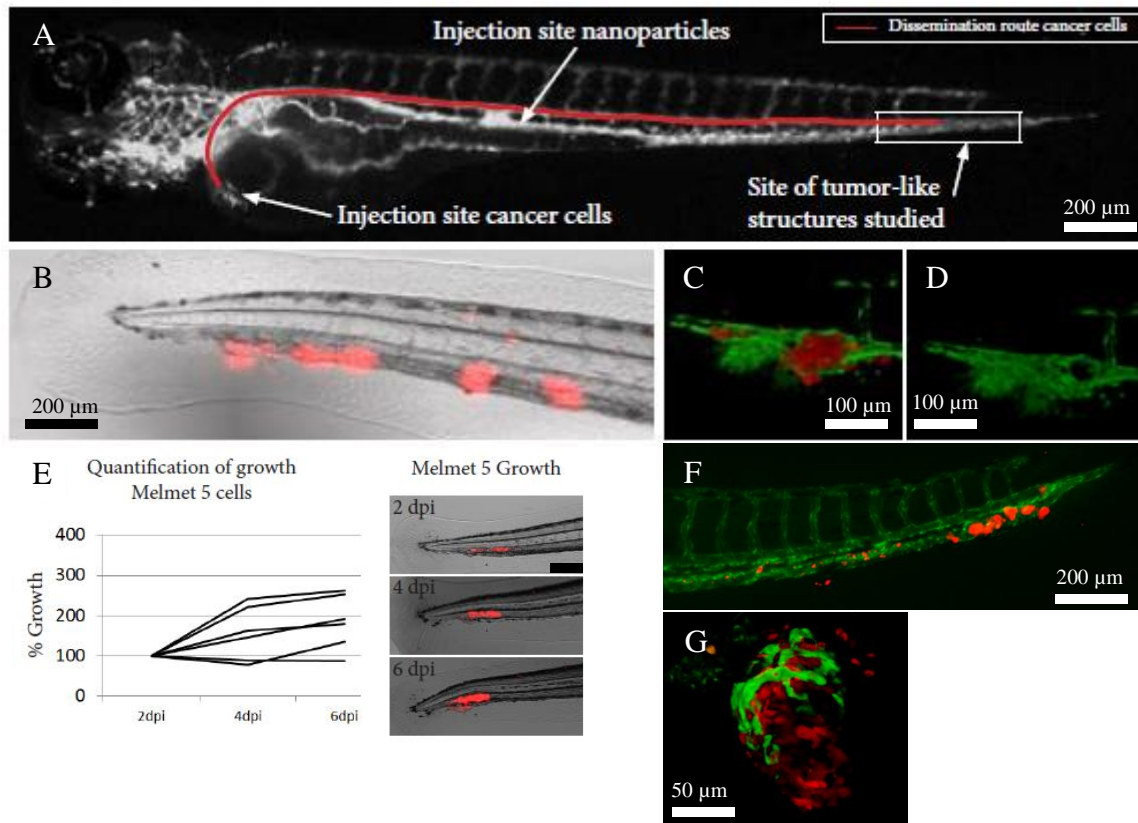 A
Injection site nanoparticles
Dissemination route cancer cells
Injection site cancer cells
Site of tumor-like
structures studied
200 µm
B
200 µm
C
100 µm
D
100 µm
E
Quantification of growth
Melmet 5 cells
% Growth
400
300
200
100
0
2dpi
4dpi
6dpi
Melmet 5 Growth
2 dpi
4 dpi
6 dpi
F
200 µm
G
50 µm